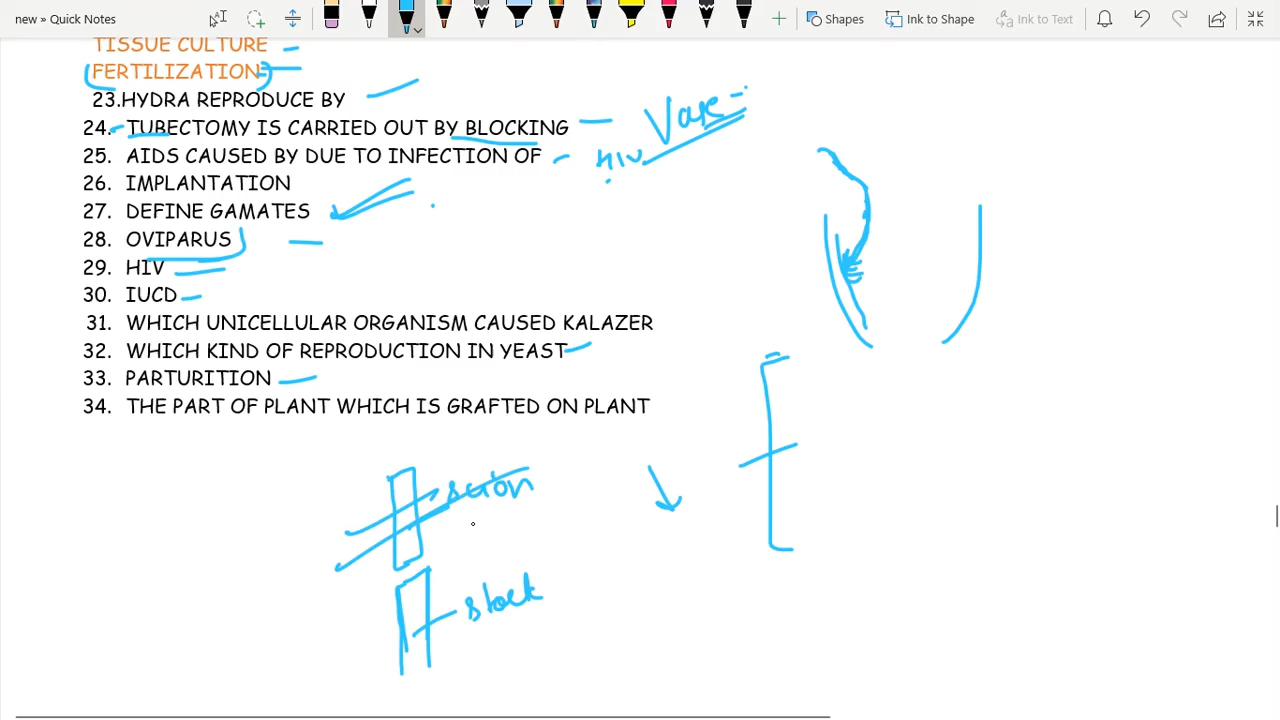 new » Quick Notes
Shapes
Ink to Shape
Ink to Text
TISSUE CULTURE
FERTILIZATION
23.HYDRA REPRODUCE BY
24. TUBECTOMY IS CARRIED OUT BY BLOCKING
25. AIDS CAUSED BY DUE TO INFECTION OF
HIV
26. IMPLANTATION
27. DEFINE GAMATES
28. OVIPARUS
29. HIV
30. IUCD
31. WHICH UNICELLULAR ORGANISM CAUSED KALAZER
32. WHICH KIND OF REPRODUCTION IN YEAST
33. PARTURITION
34. THE PART OF PLANT WHICH IS GRAFTED ON PLANT
scion
stock